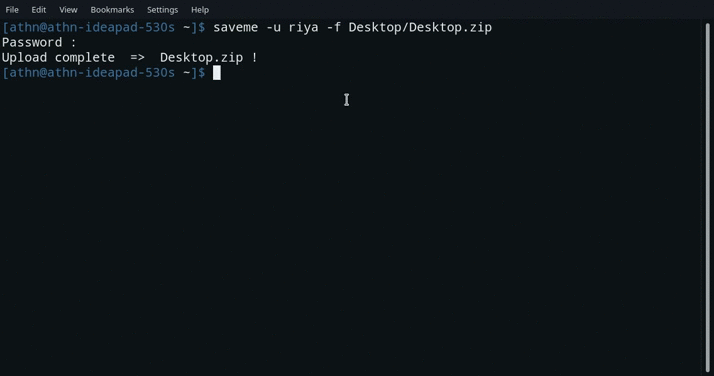 File Edit View Bookmarks Settings Help
[athn@athn-ideapad-530s ~]$ saveme -u riya -f Desktop/Desktop.zip
Password :
Upload complete  =>  Desktop.zip !
[athn@athn-ideapad-530s ~]$